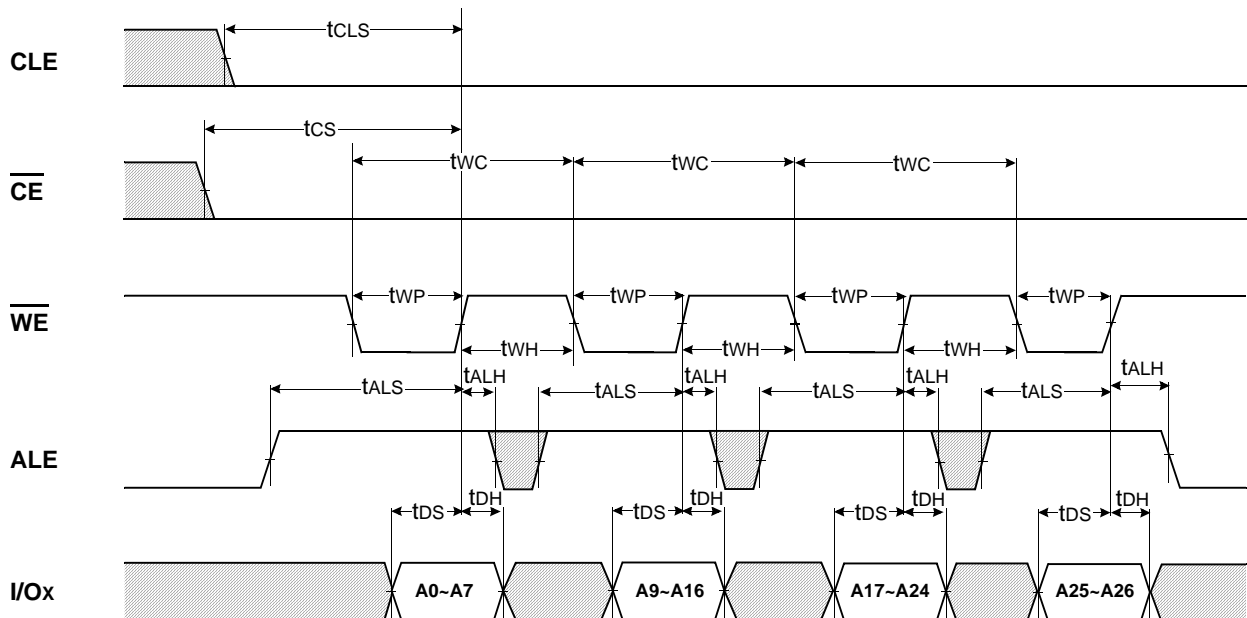 tCLS
CLE
tCS
tWC tWC tWC
CE
tWP tWP tWP tWP
WE
tWH tWH tWH
tALH tALH tALH tALH
tALS tALS tALS tALS
ALE
tDS tDH tDS tDH tDS tDH tDS tDH
I/Ox A0~A7 A9~A16 A17~A24 A25~A26